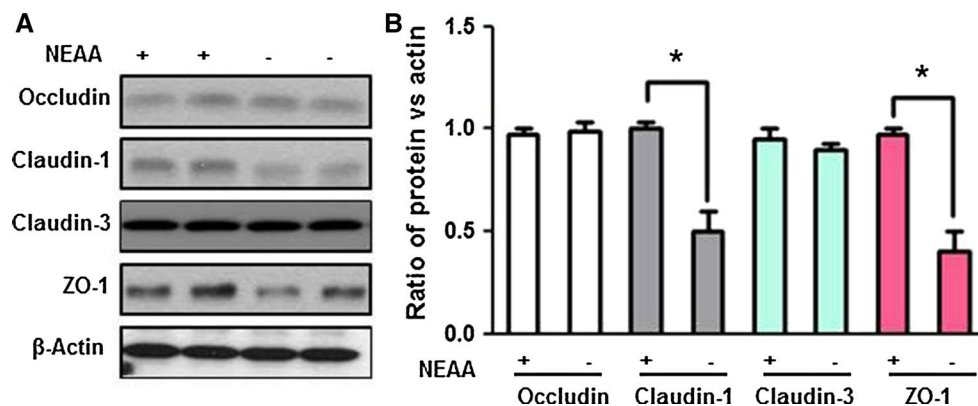 A
NEAA + + - -
Occludin
Claudin-1
Claudin-3
ZO-1
β-Actin
B
Ratio of protein vs actin
1.5
1.0
0.5
0.0
*
*
NEAA + - + - + - + -
Occludin Claudin-1 Claudin-3 ZO-1